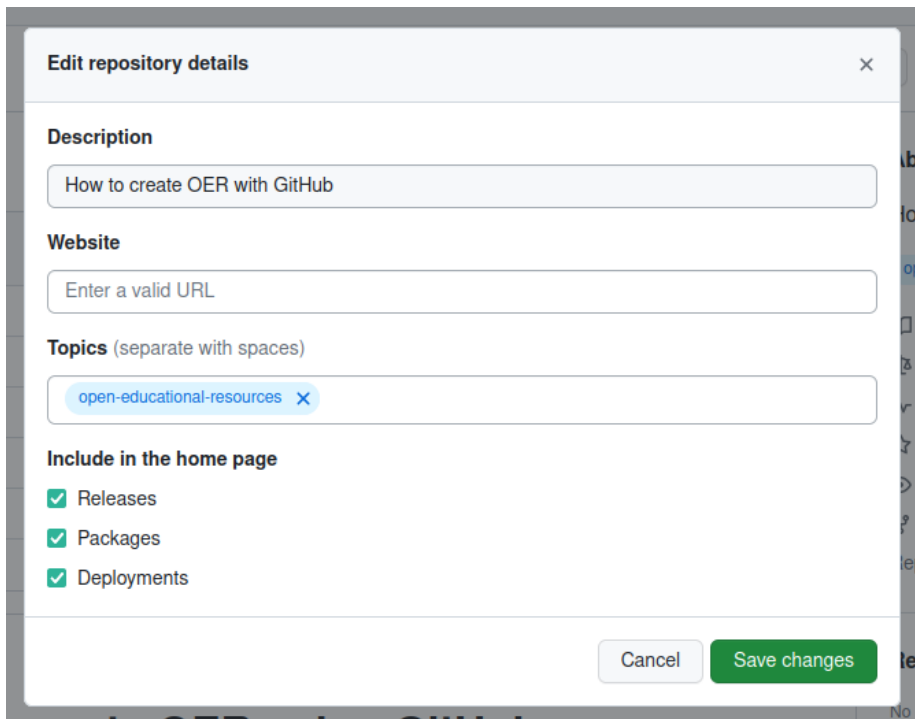 Edit repository details
Description
How to create OER with GitHub
Website
Enter a valid URL
Topics (separate with spaces)
open-educational-resources
Include in the home page
Releases
Packages
Deployments
Cancel
Save changes
No